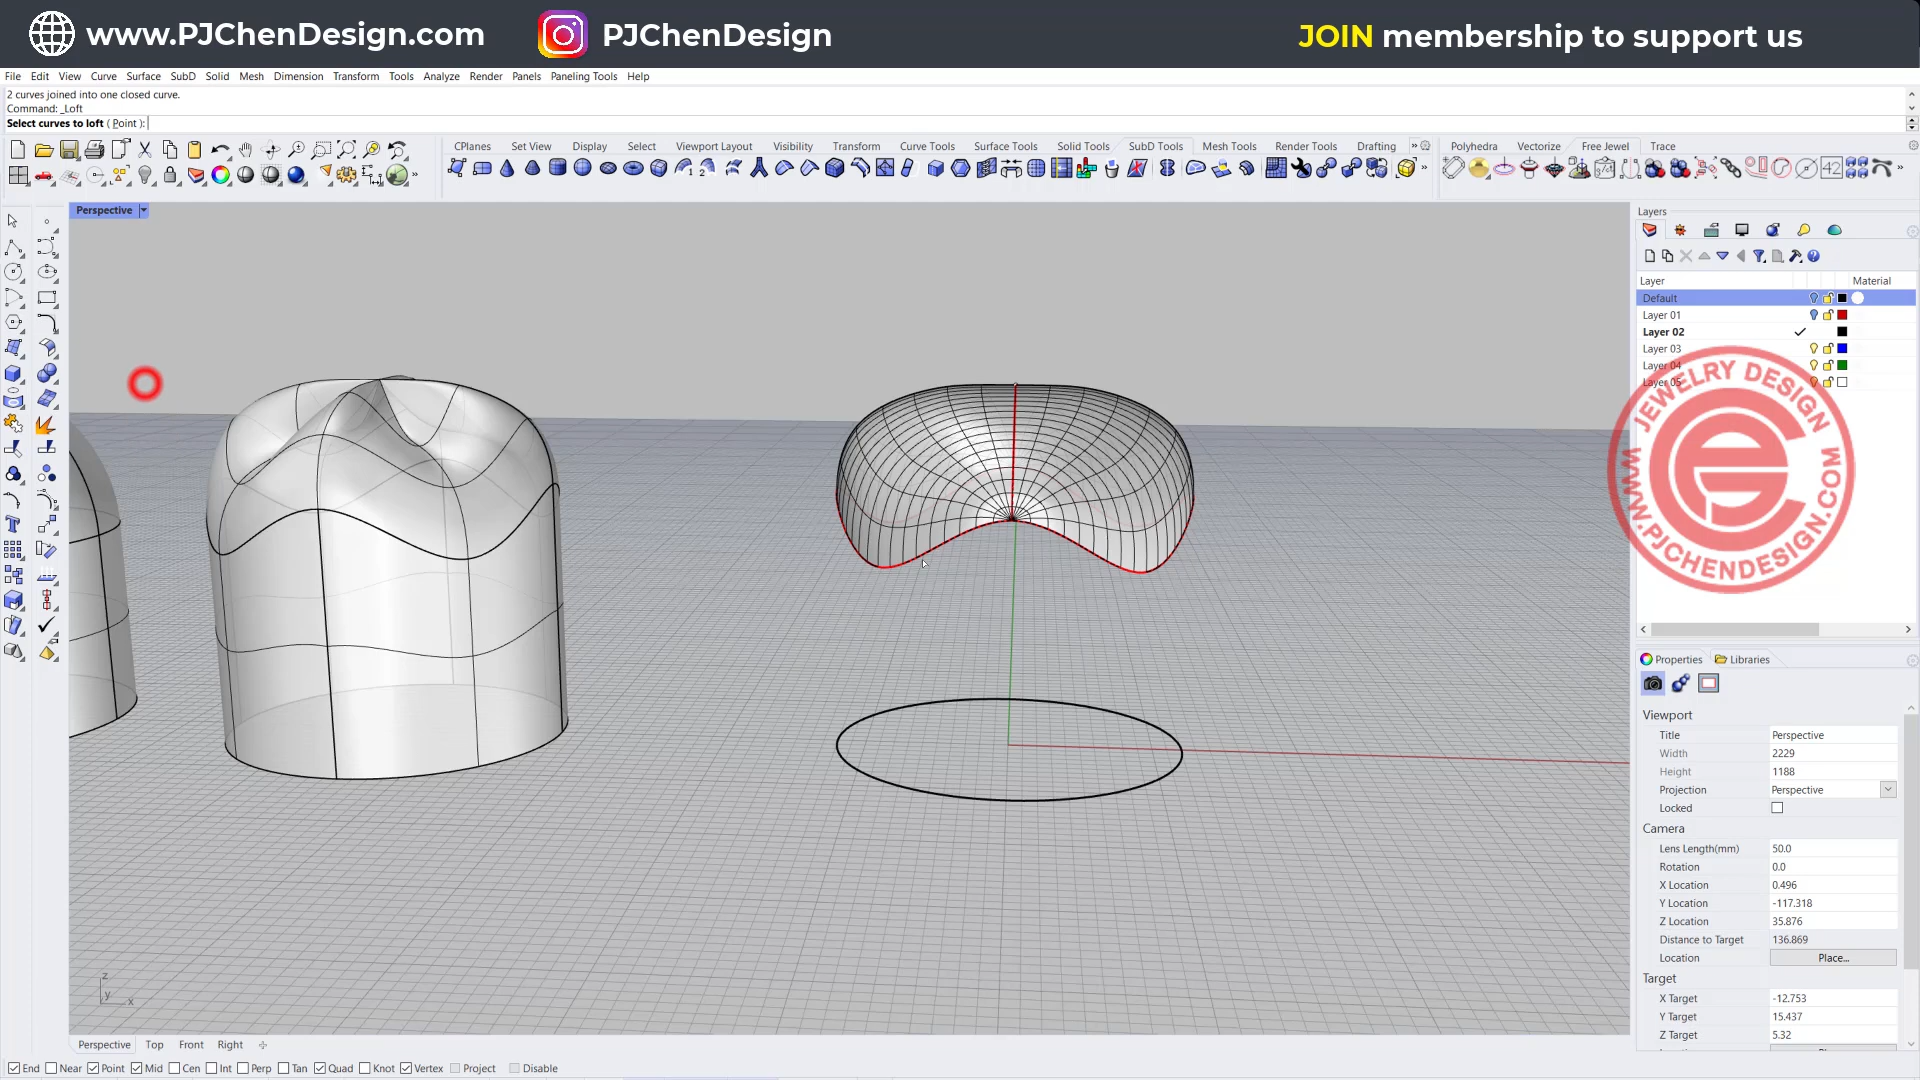 www.PJChenDesign.com
PJChenDesign
JOIN membership to support us
File Edit View Curve Surface SubD Solid Mesh Dimension Transform Tools Analyze Render Panels Paneling Tools Help
2 curves joined into one closed curve.
Command: _Loft
Select curves to loft ( Point ):
CPlanes Set View Display Select Viewport Layout Visibility Transform Curve Tools Surface Tools Solid Tools SubD Tools Mesh Tools Render Tools Drafting
Polyhedra Vectorize Free Jewel Trace
42
Perspective
Layers
Layer Material
Default
Layer 01
Layer 02
Layer 03
Layer 04
Layer 05
JEWELRY DESIGN
WWW.PJCHENDESIGN.COM
Properties Libraries
Viewport
Title Perspective
Width 2229
Height 1188
Projection Perspective
Locked
Camera
Lens Length(mm) 50.0
Rotation 0.0
X Location 0.496
Y Location -117.318
Z Location 35.876
Distance to Target 136.869
Location Place...
Target
X Target -12.753
Y Target 15.437
Z Target 5.32
z
y x
Perspective Top Front Right
End Near Point Mid Cen Int Perp Tan Quad Knot Vertex Project Disable